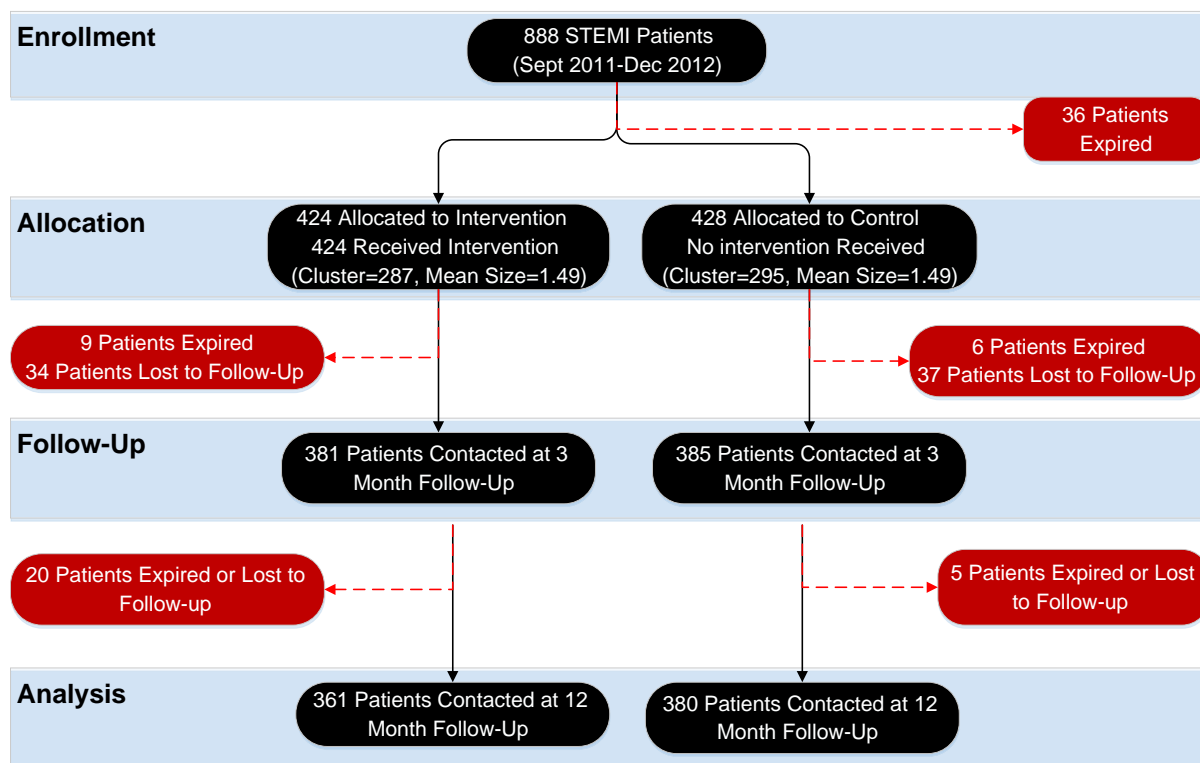 Enrollment
888 STEMI Patients
(Sept 2011-Dec 2012)
36 Patients
Expired
Allocation
424 Allocated to Intervention
424 Received Intervention
(Cluster=287, Mean Size=1.49)
428 Allocated to Control
No intervention Received
(Cluster=295, Mean Size=1.49)
9 Patients Expired
34 Patients Lost to Follow-Up
6 Patients Expired
37 Patients Lost to Follow-Up
Follow-Up
381 Patients Contacted at 3
Month Follow-Up
385 Patients Contacted at 3
Month Follow-Up
20 Patients Expired or Lost to
Follow-up
5 Patients Expired or Lost
to Follow-up
Analysis
361 Patients Contacted at 12
Month Follow-Up
380 Patients Contacted at 12
Month Follow-Up